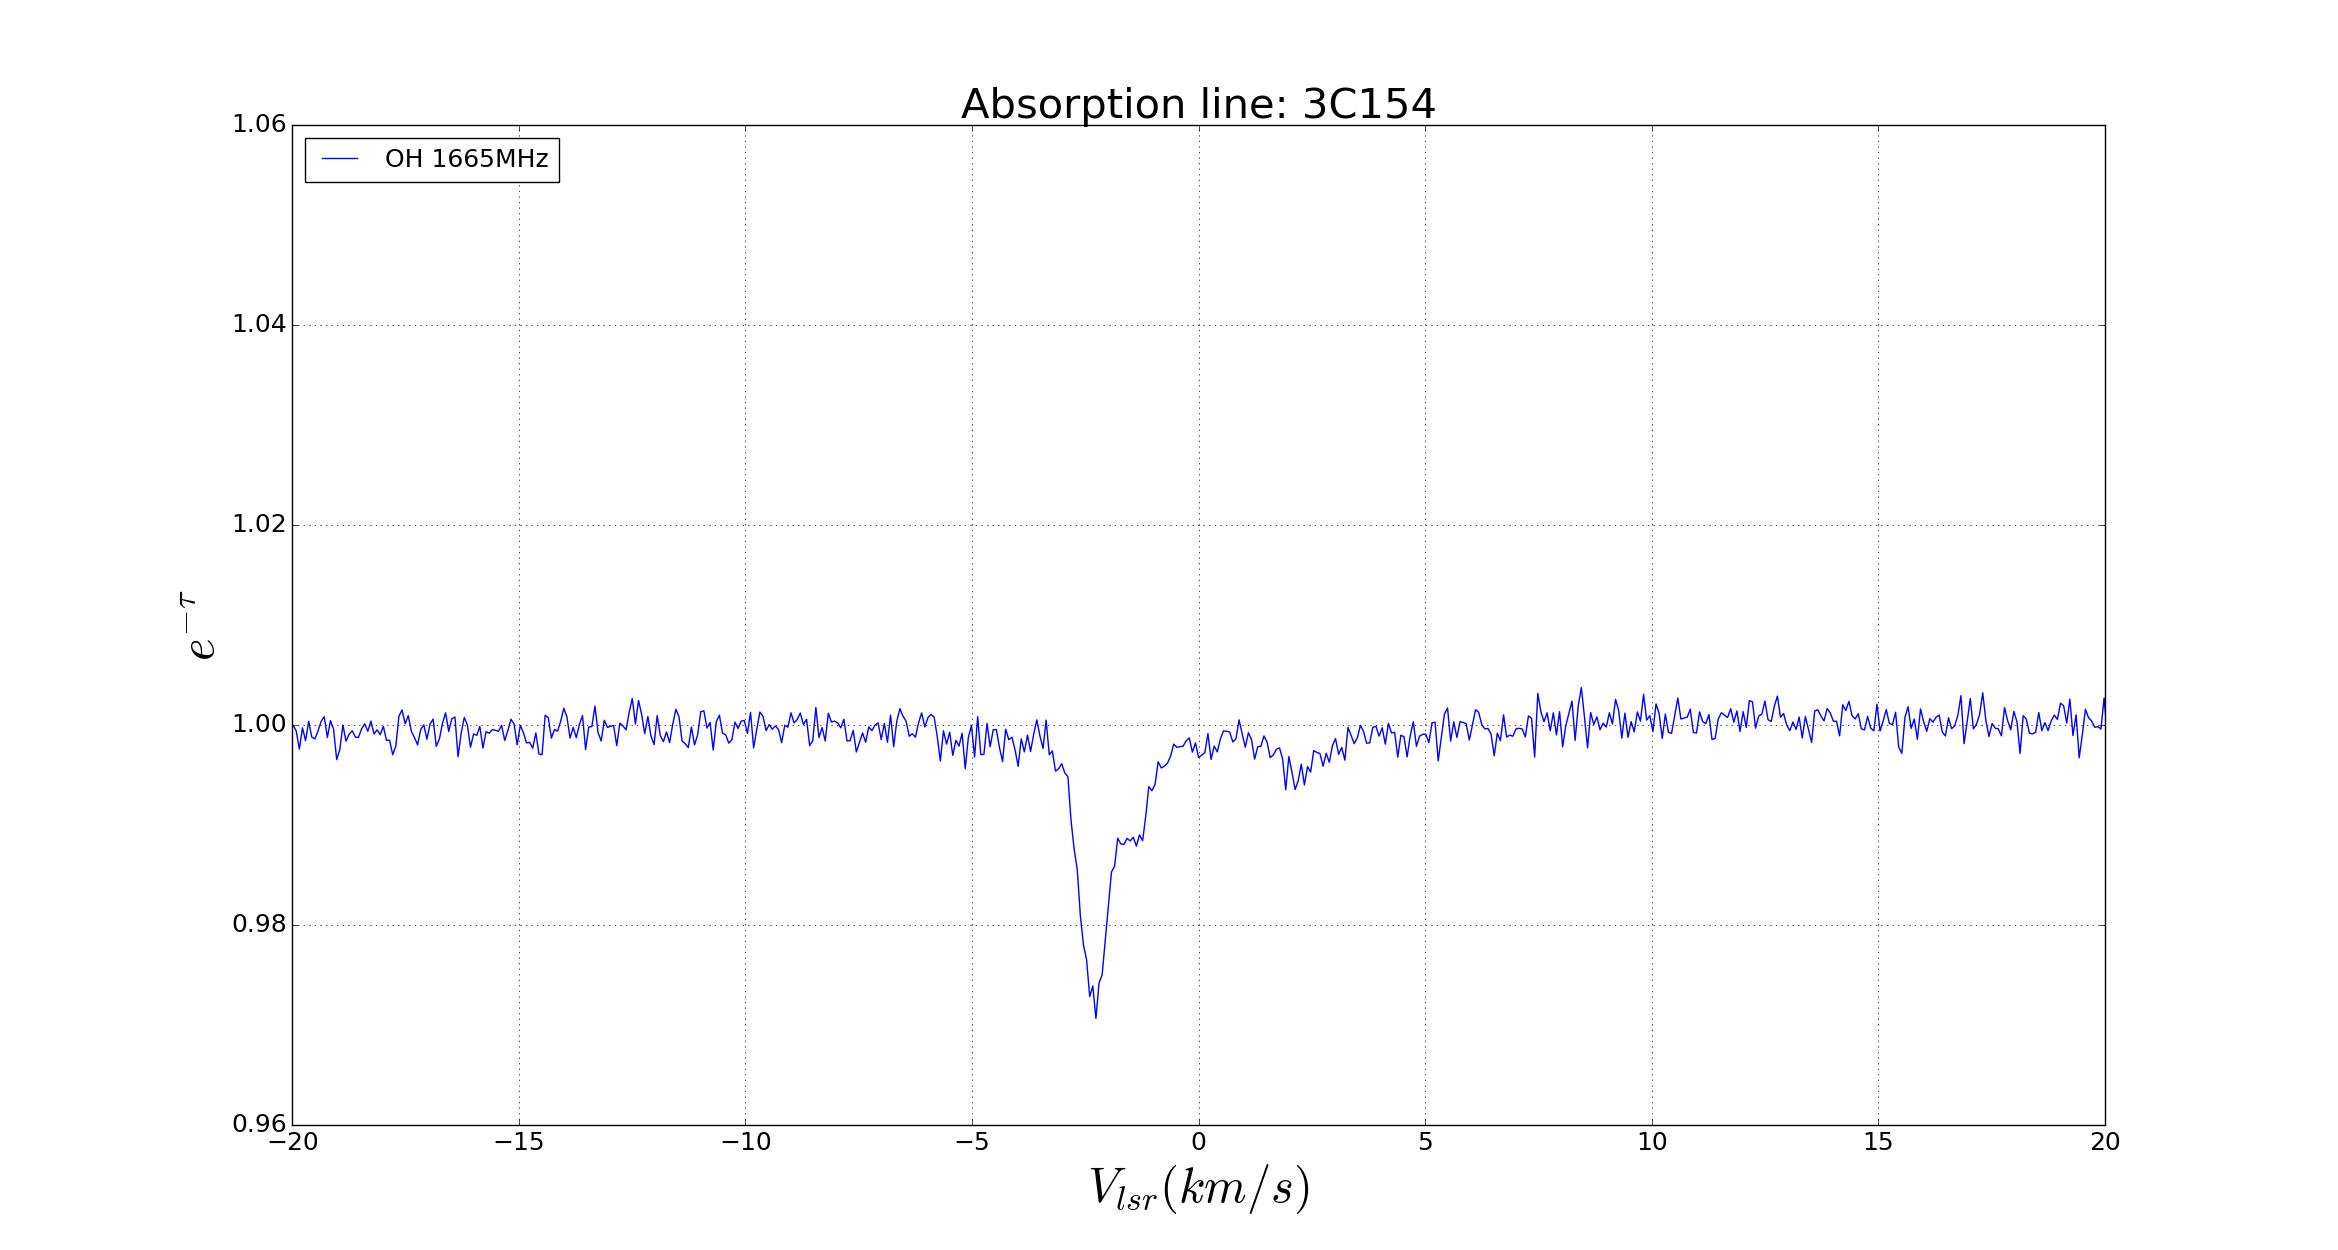 Absorption line: 3C154
OH 1665MHz
1.06
1.04
1.02
1.00
0.98
0.96
e^{−τ}
−20 −15 −10 −5 0 5 10 15 20
V_{lsr}(km/s)